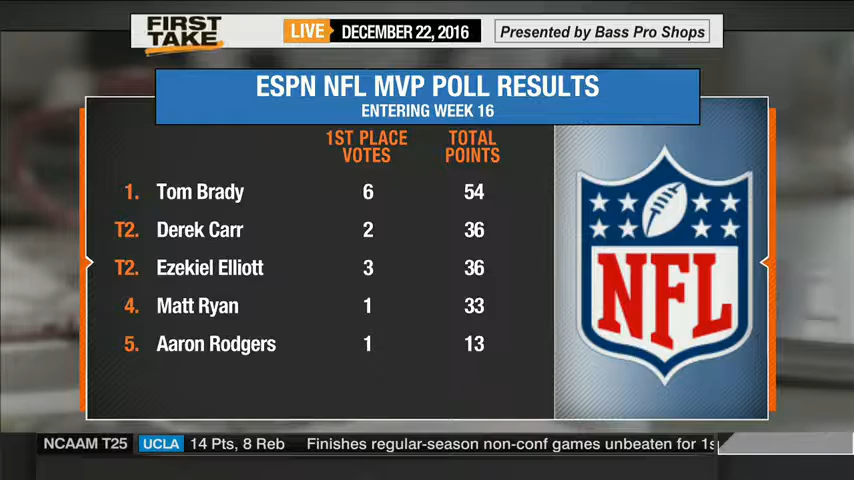 FIRST TAKE
LIVE DECEMBER 22, 2016 Presented by Bass Pro Shops
ESPN NFL MVP POLL RESULTS
ENTERING WEEK 16
1ST PLACE VOTES TOTAL POINTS
1. Tom Brady 6 54
T2. Derek Carr 2 36
T2. Ezekiel Elliott 3 36
4. Matt Ryan 1 33
5. Aaron Rodgers 1 13
NFL
NCAAM T25 UCLA 14 Pts, 8 Reb Finishes regular-season non-conf games unbeaten for